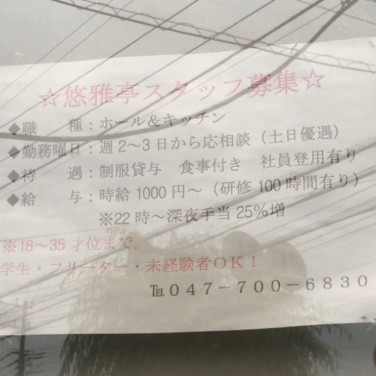 ☆悠雅亭スタッフ募集☆
◆職　種：ホール＆キッチン
◆勤務曜日：週２～３日から応相談（土日優遇）
◆待　遇：制服貸与　食事付き　社員登用有り
◆給　与：時給1000円～（研修100時間有り）
※22時～深夜手当25％増
※18～35才位まで。
学生・フリーター・未経験者ＯＫ！
℡０４７－７００－６８３０